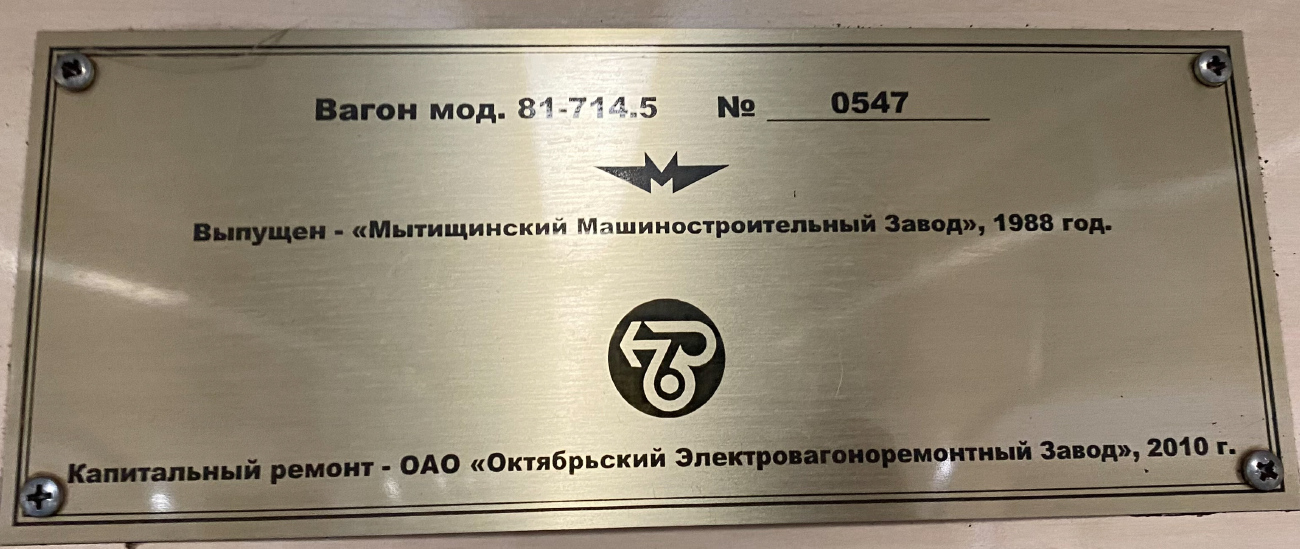 Вагон мод. 81-714.5 № 0547
М
Выпущен - «Мытищинский Машиностроительный Завод», 1988 год.
Капитальный ремонт - ОАО «Октябрьский Электровагоноремонтный Завод», 2010 г.